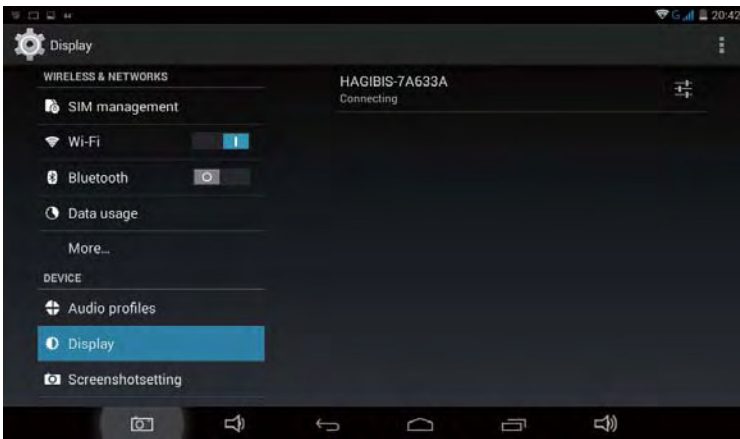 G 20:42
Display
WIRELESS & NETWORKS
SIM management
Wi-Fi
Bluetooth
Data usage
More...
DEVICE
Audio profiles
Display
Screenshotsetting
HAGIBIS-7A633A
Connecting